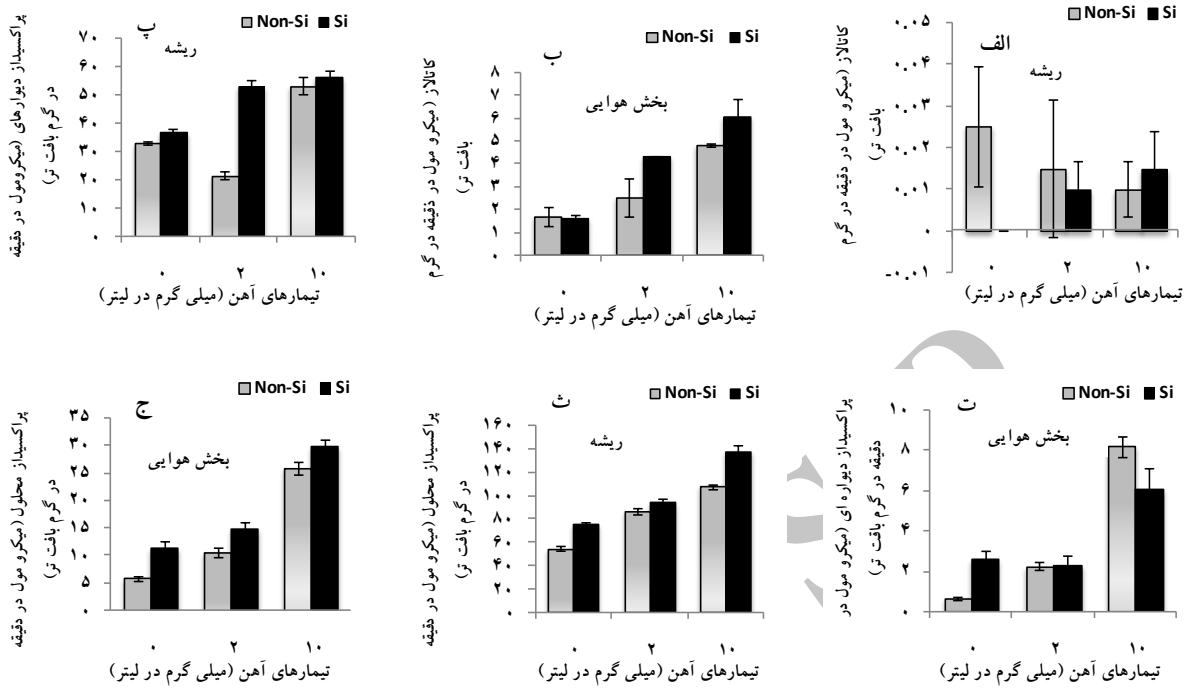 الف
Non-Si Si
ریشه
کاتالاز (میکرو مول در دقیقه در گرم
بافت تر)
۰.۰۵
۰.۰۴
۰.۰۳
۰.۰۲
۰.۰۱
۰
-۰.۰۱
۰ ۲ ۱۰
تیمارهای آهن (میلی گرم در لیتر)
ب
Non-Si Si
بخش هوایی
کاتالاز (میکرو مول در دقیقه در گرم
بافت تر)
۸
۷
۶
۵
۴
۳
۲
۱
۰
۰ ۲ ۱۰
تیمارهای آهن (میلی گرم در لیتر)
پ
Non-Si Si
ریشه
پراکسیداز دیوارهای (میکرومول در دقیقه
در گرم بافت تر)
۷۰
۶۰
۵۰
۴۰
۳۰
۲۰
۱۰
۰
۰ ۲ ۱۰
تیمارهای آهن (میلی گرم در لیتر)
ت
Non-Si Si
بخش هوایی
پراکسیداز دیواره ای (میکرو مول در
دقیقه در گرم بافت تر)
۱۰
۸
۶
۴
۲
۰
۰ ۲ ۱۰
تیمارهای آهن (میلی گرم در لیتر)
ث
Non-Si Si
ریشه
پراکسیداز محلول (میکرو مول در دقیقه
در گرم بافت تر)
۱۶۰
۱۴۰
۱۲۰
۱۰۰
۸۰
۶۰
۴۰
۲۰
۰
۰ ۲ ۱۰
تیمارهای آهن (میلی گرم در لیتر)
ج
Non-Si Si
بخش هوایی
پراکسیداز محلول (میکرو مول در دقیقه
در گرم بافت تر)
۳۵
۳۰
۲۵
۲۰
۱۵
۱۰
۵
۰
۰ ۲ ۱۰
تیمارهای آهن (میلی گرم در لیتر)